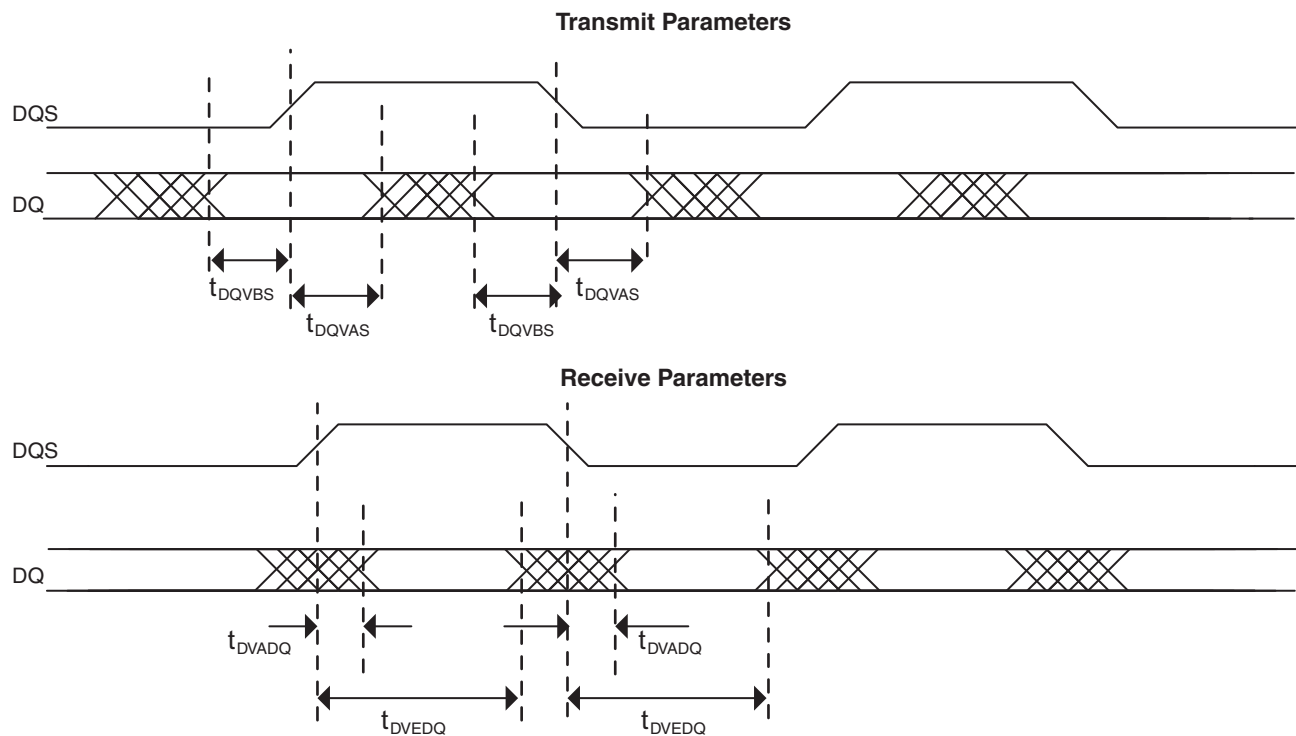 Transmit Parameters
DQS
DQ
tDQVBS
tDQVAS
tDQVAS
tDQVBS
Receive Parameters
DQS
DQ
tDVADQ
tDVADQ
tDVEDQ
tDVEDQ